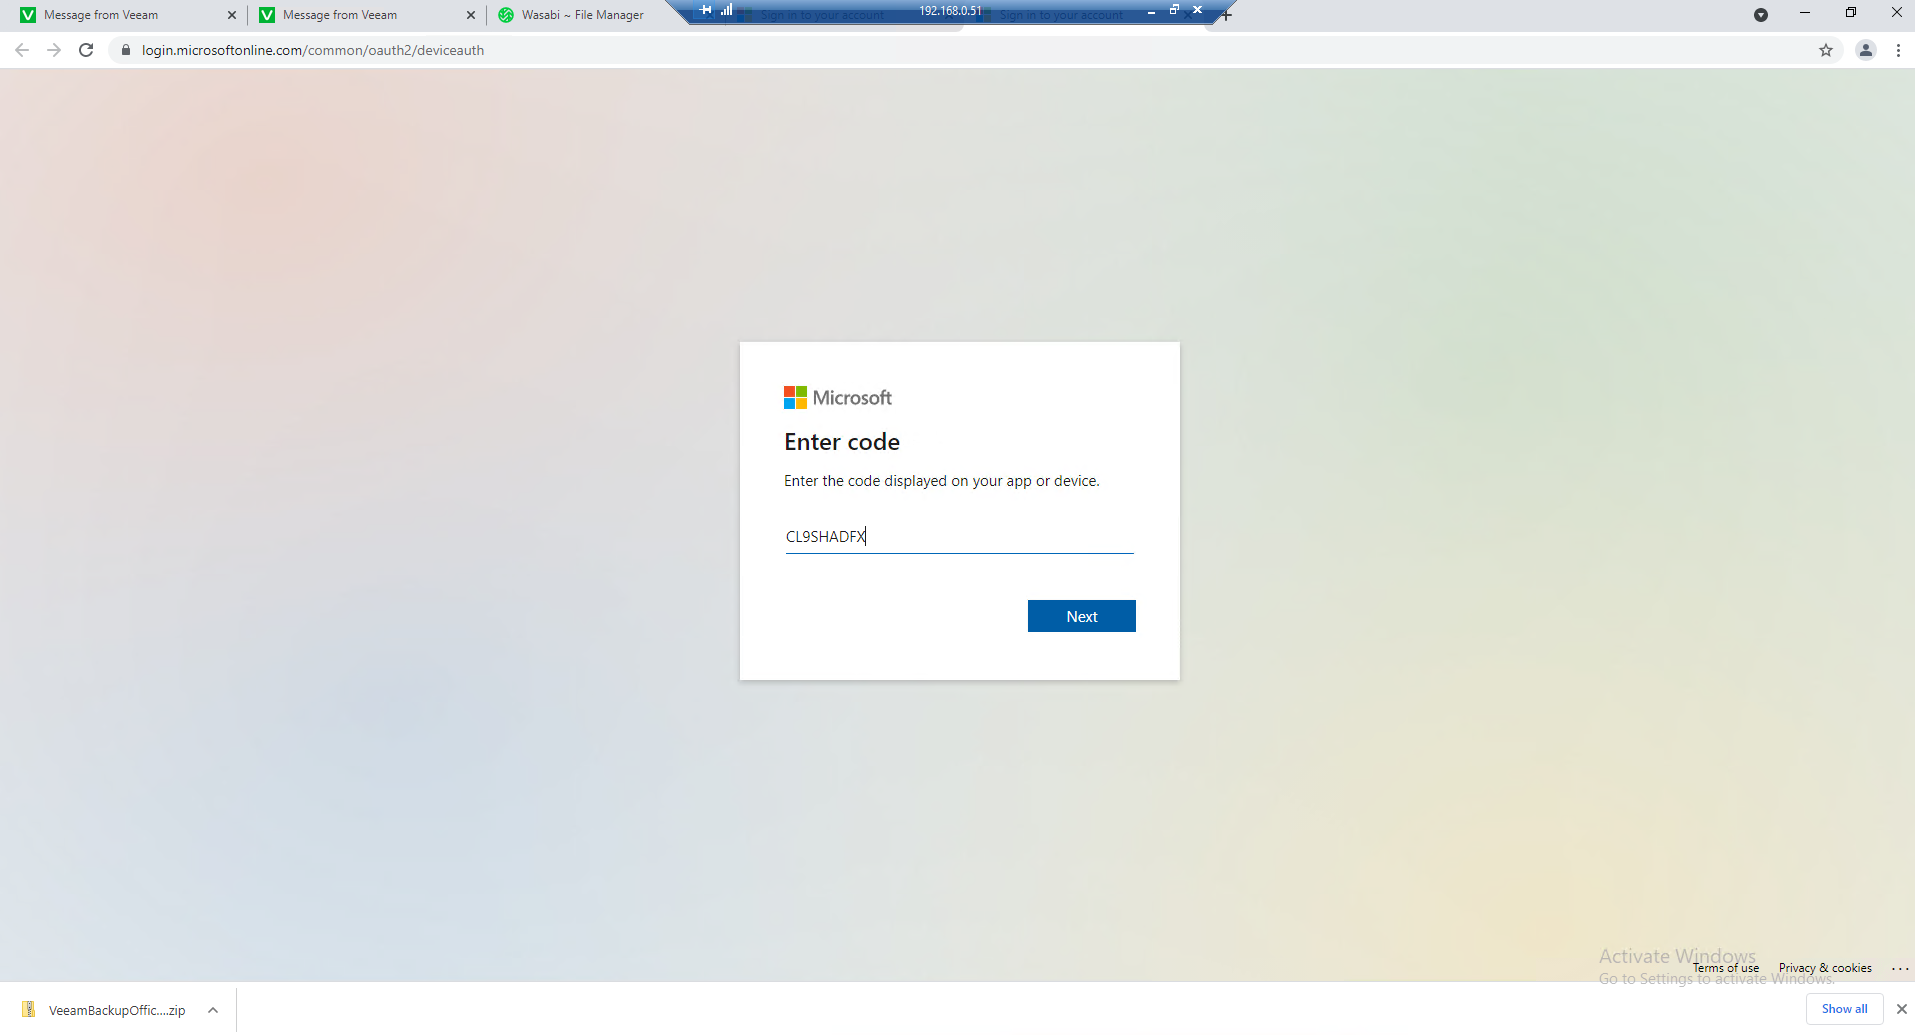 Message from Veeam
Message from Veeam
Wasabi ~ File Manager
Sign in to your account
192.168.0.51
Sign in to your account
login.microsoftonline.com/common/oauth2/deviceauth
Microsoft
Enter code
Enter the code displayed on your app or device.
CL9SHADFX
Next
Activate Windows
Go to Settings to activate Windows.
Terms of use
Privacy & cookies
...
VeeamBackupOffic....zip
Show all